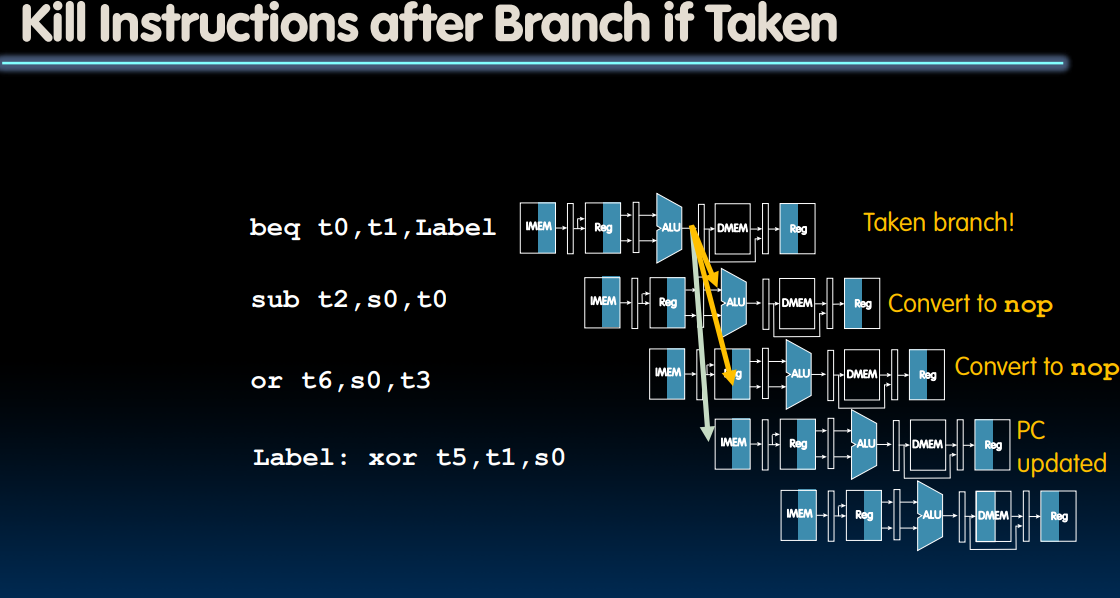 Kill Instructions after Branch if Taken
beq t0,t1,Label
IMEM Reg ALU DMEM Reg
Taken branch!
sub t2,s0,t0
IMEM Reg ALU DMEM Reg
Convert to nop
or t6,s0,t3
IMEM Reg ALU DMEM Reg
Convert to nop
Label: xor t5,t1,s0
IMEM Reg ALU DMEM Reg
PC
updated
IMEM Reg ALU DMEM Reg